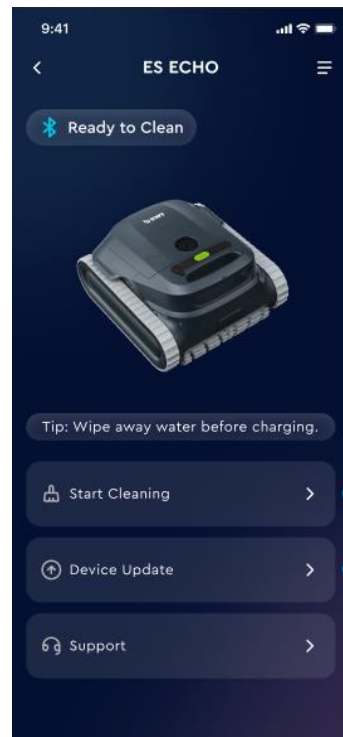 9:41
ES ECHO
Ready to Clean
Tip: Wipe away water before charging.
Start Cleaning
Device Update
Support